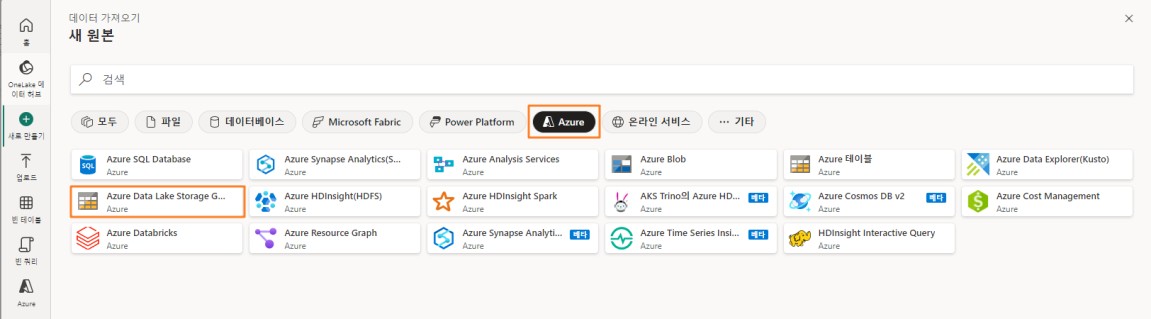 데이터 가져오기
새 원본
홈
OneLake 데
이터 허브
새로 만들기
업로드
빈 테이블
빈 쿼리
Azure
검색
모두
파일
데이터베이스
Microsoft Fabric
Power Platform
Azure
온라인 서비스
··· 기타
Azure SQL Database
Azure
Azure Synapse Analytics(S...
Azure
Azure Analysis Services
Azure
Azure Blob
Azure
Azure 테이블
Azure
Azure Data Explorer(Kusto)
Azure
Azure Data Lake Storage G...
Azure
Azure HDInsight(HDFS)
Azure
Azure HDInsight Spark
Azure
AKS Trino의 Azure HD...
Azure
베타
Azure Cosmos DB v2
Azure
베타
Azure Cost Management
Azure
Azure Databricks
Azure
Azure Resource Graph
Azure
Azure Synapse Analyti...
Azure
베타
Azure Time Series Insi...
Azure
베타
HDInsight Interactive Query
Azure
SQL